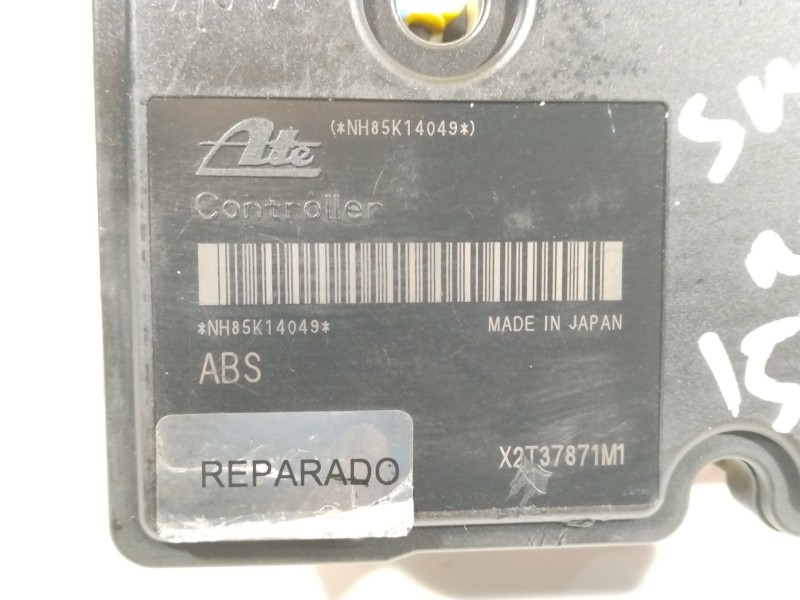 Ate (*NH85K14049*)
Controller
*NH85K14049* MADE IN JAPAN
ABS
REPARADO
X2T37871M1